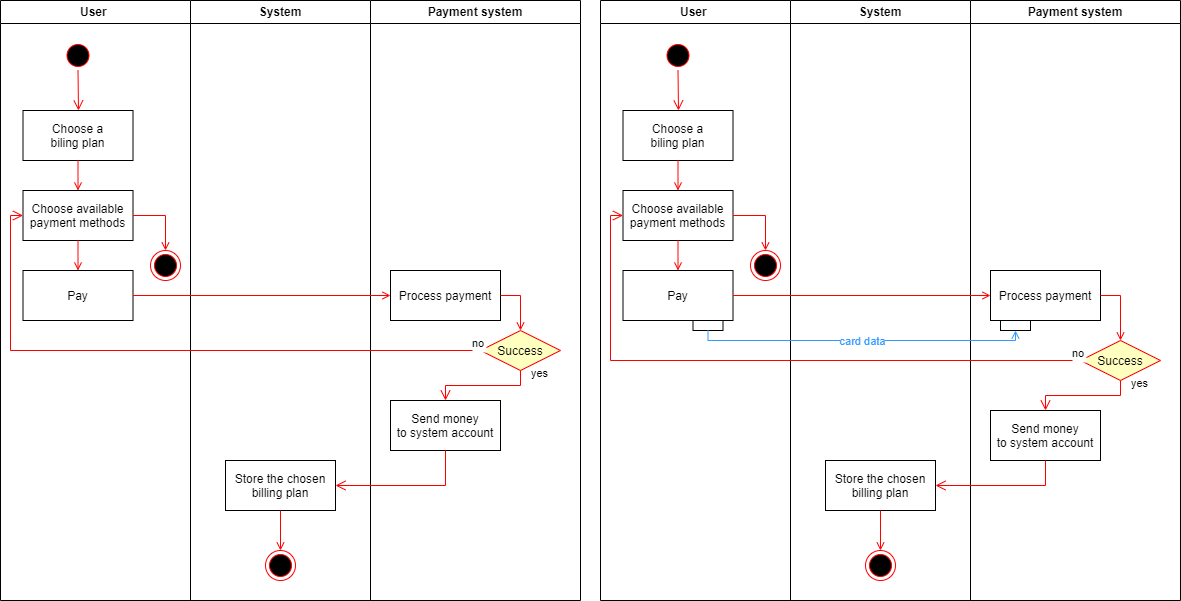 User
System
Payment system
Choose a
biling plan
Choose available
payment methods
Pay
Process payment
no
Success
yes
Send money
to system account
Store the chosen
billing plan
User
System
Payment system
Choose a
biling plan
Choose available
payment methods
Pay
Process payment
card data
no
Success
yes
Send money
to system account
Store the chosen
billing plan